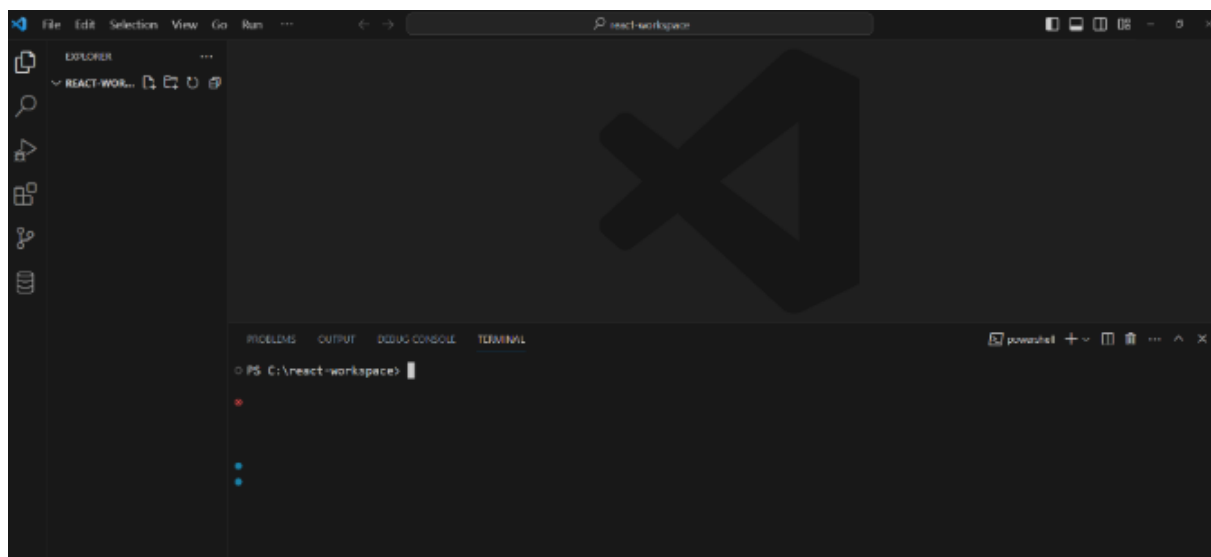 File Edit Selection View Go Run ...
react-workspace
EXPLORER ...
REACT-WOR...
PROBLEMS OUTPUT DEBUG CONSOLE TERMINAL
powershell
PS C:\react-workspace>